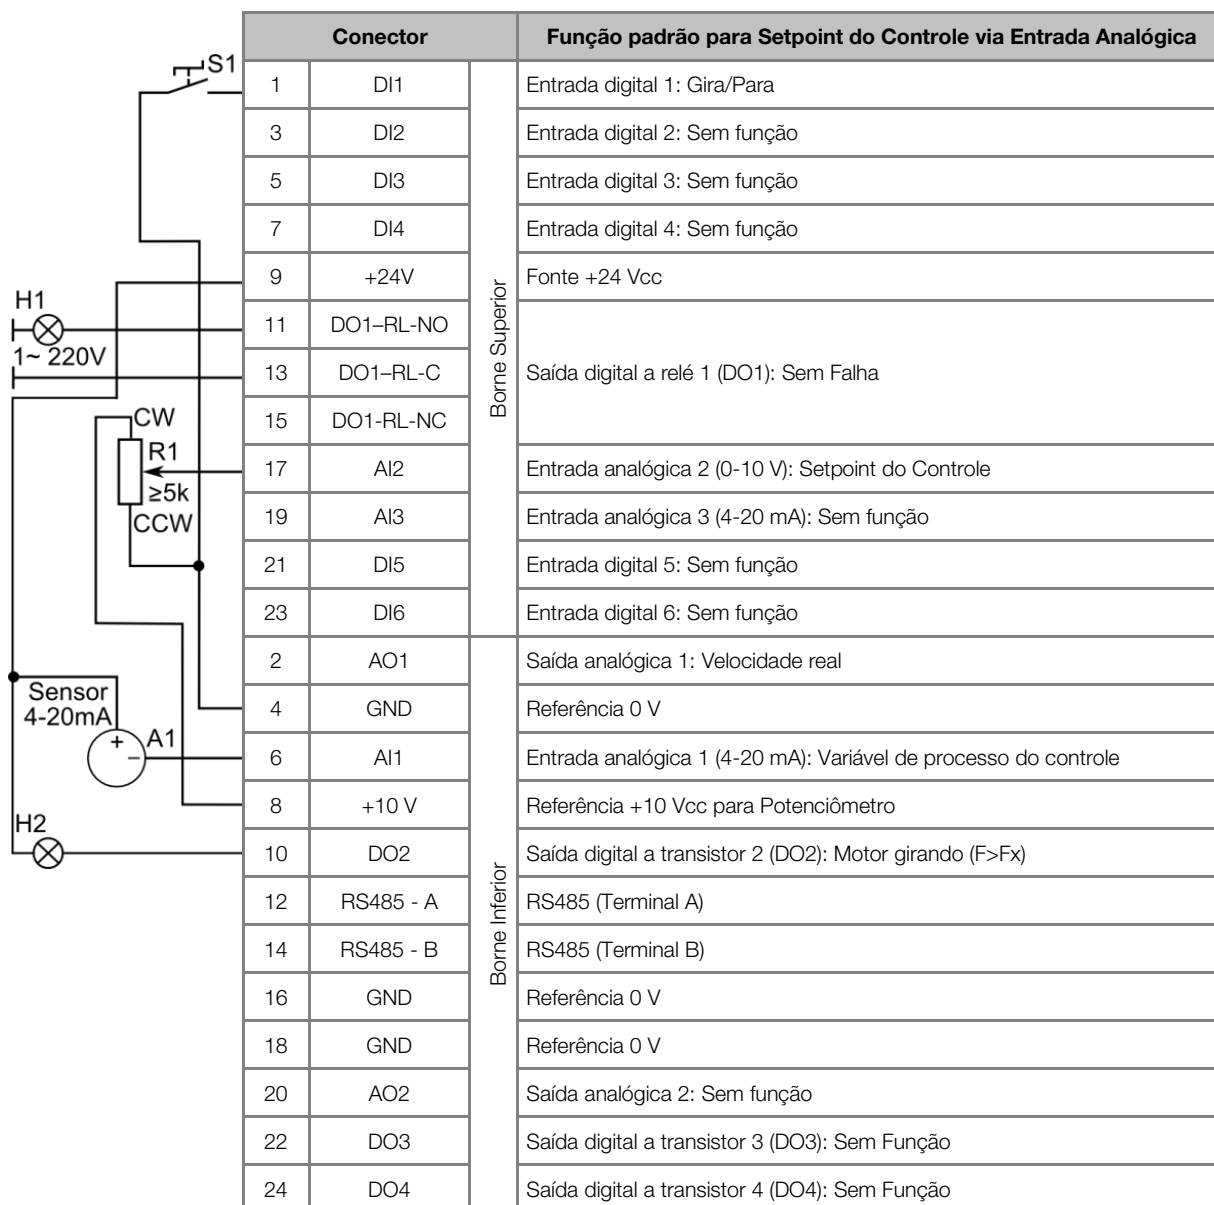 Conector Função padrão para Setpoint do Controle via Entrada Analógica
S1
1 DI1 Entrada digital 1: Gira/Para
3 DI2 Entrada digital 2: Sem função
5 DI3 Entrada digital 3: Sem função
7 DI4 Entrada digital 4: Sem função
9 +24V Fonte +24 Vcc
Borne Superior
H1
11 DO1–RL-NO
1~ 220V
13 DO1–RL-C Saída digital a relé 1 (DO1): Sem Falha
15 DO1-RL-NC
CW
R1
≥5k
CCW
17 AI2 Entrada analógica 2 (0-10 V): Setpoint do Controle
19 AI3 Entrada analógica 3 (4-20 mA): Sem função
21 DI5 Entrada digital 5: Sem função
23 DI6 Entrada digital 6: Sem função
2 AO1 Saída analógica 1: Velocidade real
Sensor
4-20mA
4 GND Referência 0 V
+ − A1
6 AI1 Entrada analógica 1 (4-20 mA): Variável de processo do controle
8 +10 V Referência +10 Vcc para Potenciômetro
H2
10 DO2 Saída digital a transistor 2 (DO2): Motor girando (F>Fx)
Borne Inferior
12 RS485 - A RS485 (Terminal A)
14 RS485 - B RS485 (Terminal B)
16 GND Referência 0 V
18 GND Referência 0 V
20 AO2 Saída analógica 2: Sem função
22 DO3 Saída digital a transistor 3 (DO3): Sem Função
24 DO4 Saída digital a transistor 4 (DO4): Sem Função